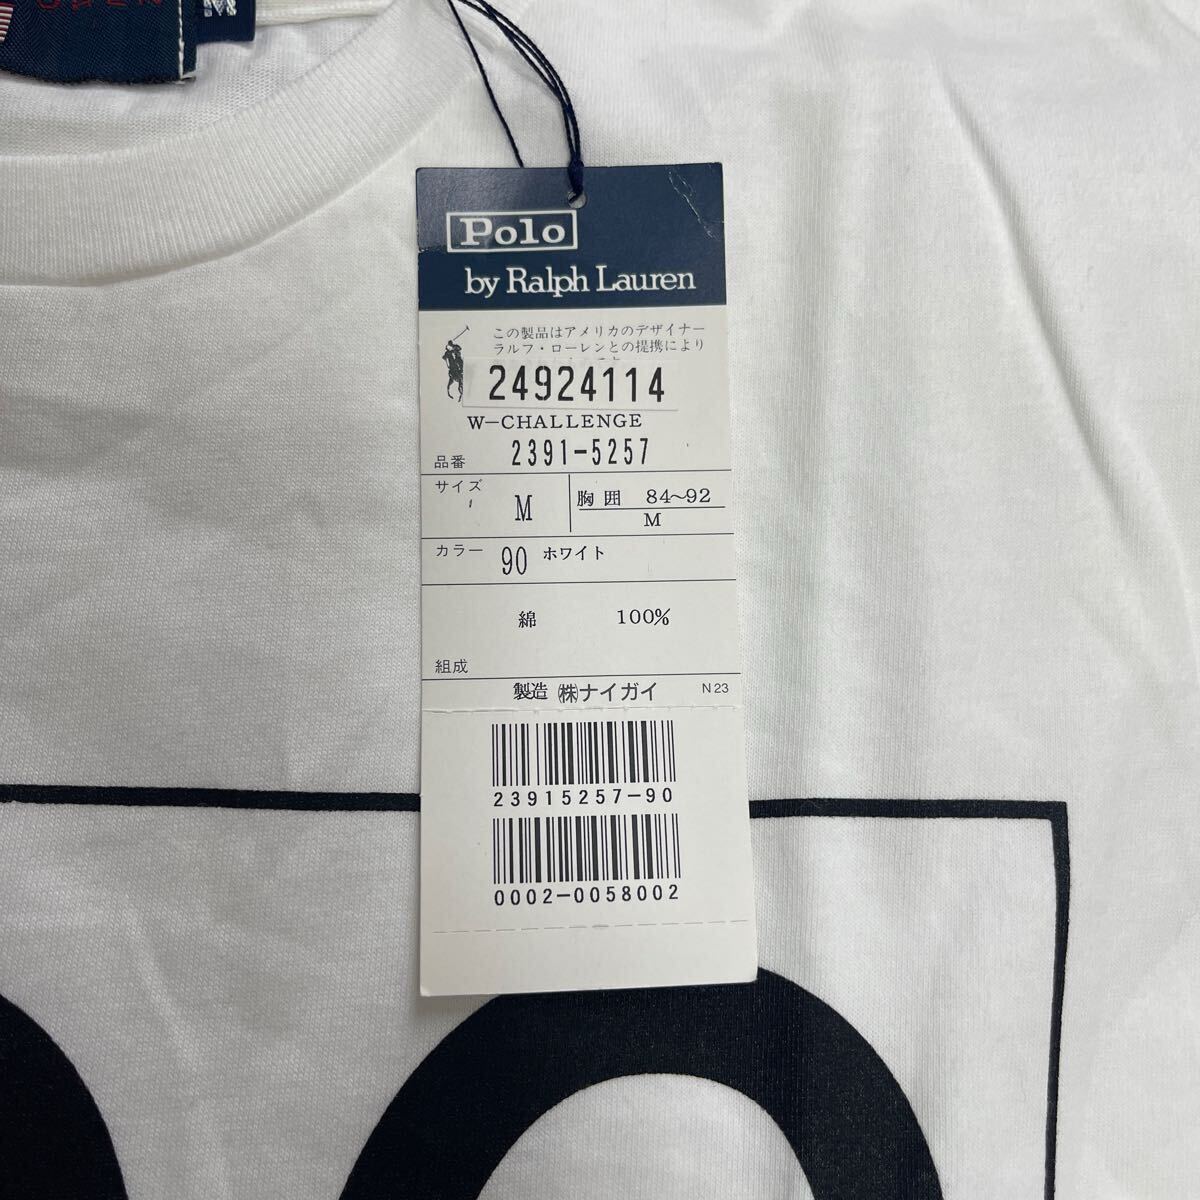 M
Polo
by Ralph Lauren
この製品はアメリカのデザイナー
ラルフ・ローレンとの提携により
24924114
W-CHALLENGE
品番 2391-5257
サイズ M 胸囲 84~92
M
カラー 90 ホワイト
綿 100%
組成
製造 ㈱ナイガイ N23
23915257-90
0002-0058002